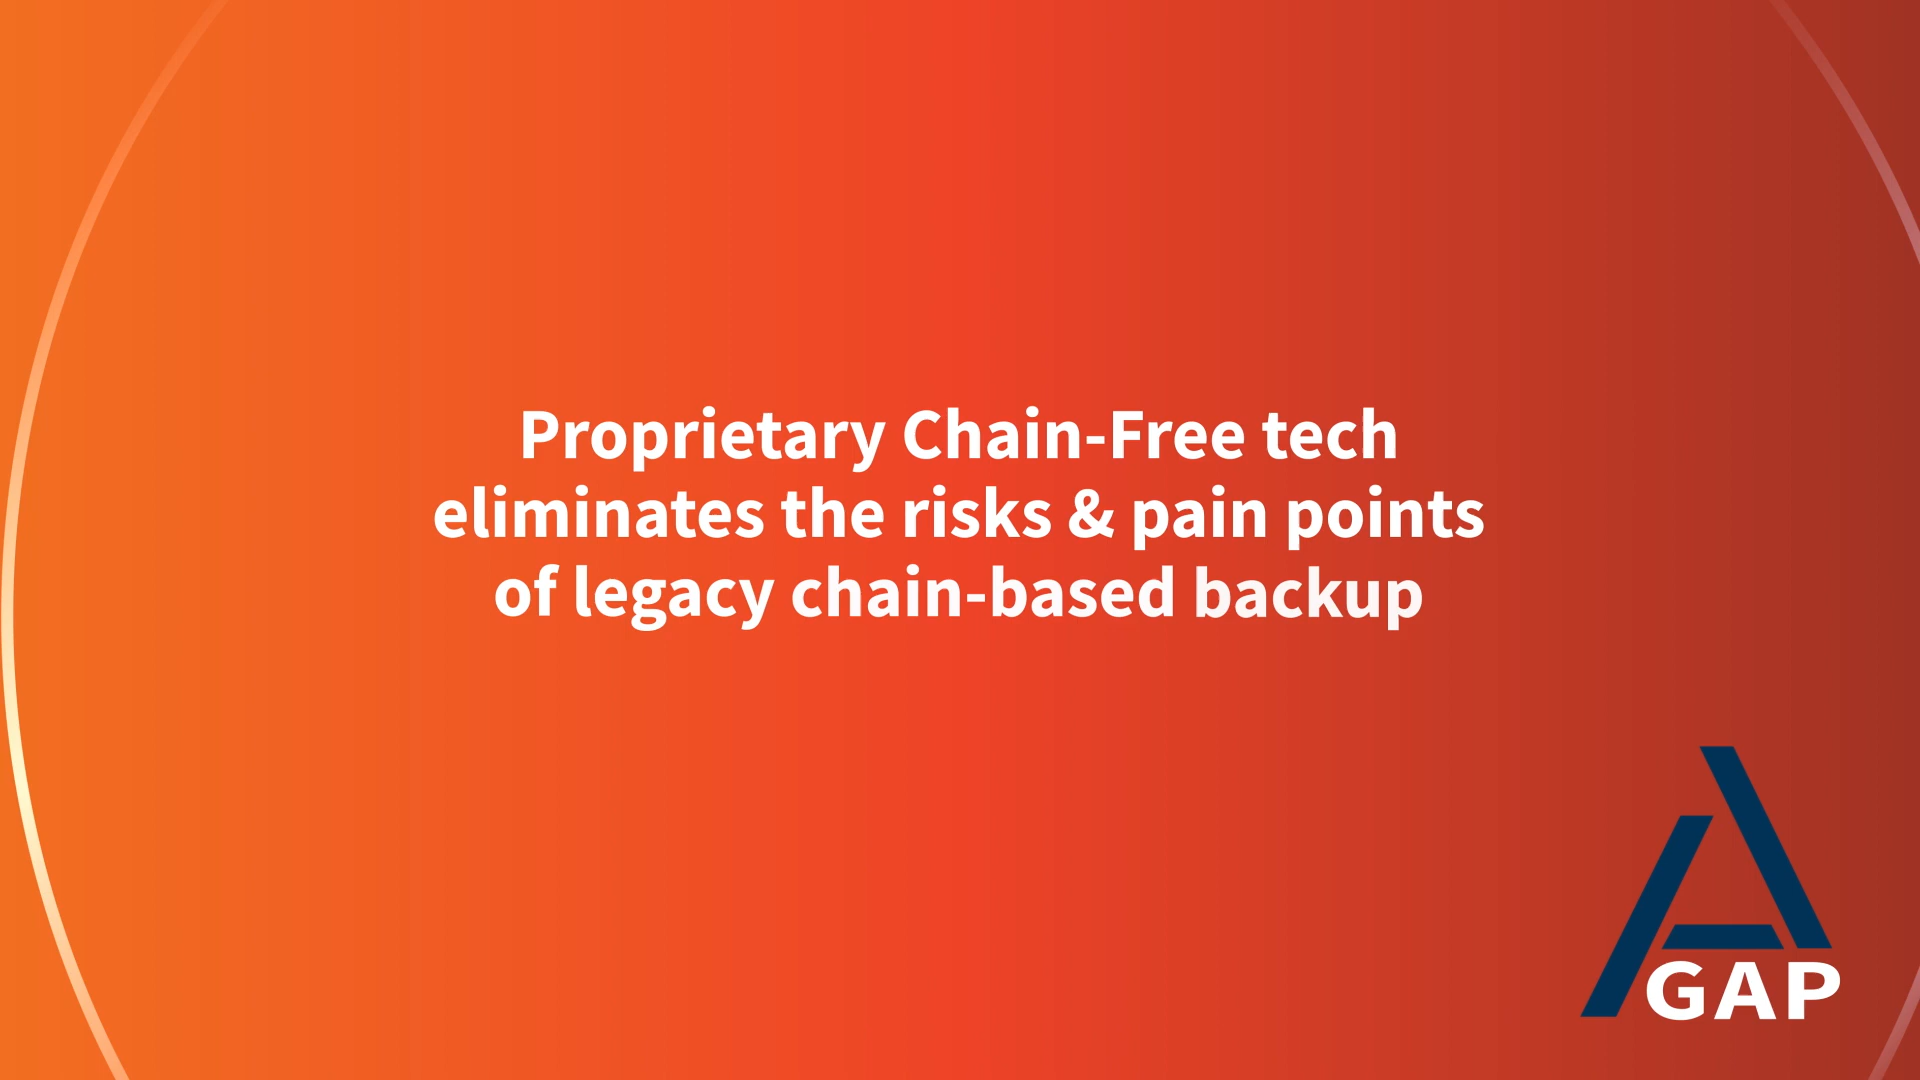 Proprietary Chain-Free tech
eliminates the risks & pain points
of legacy chain-based backup
GAP